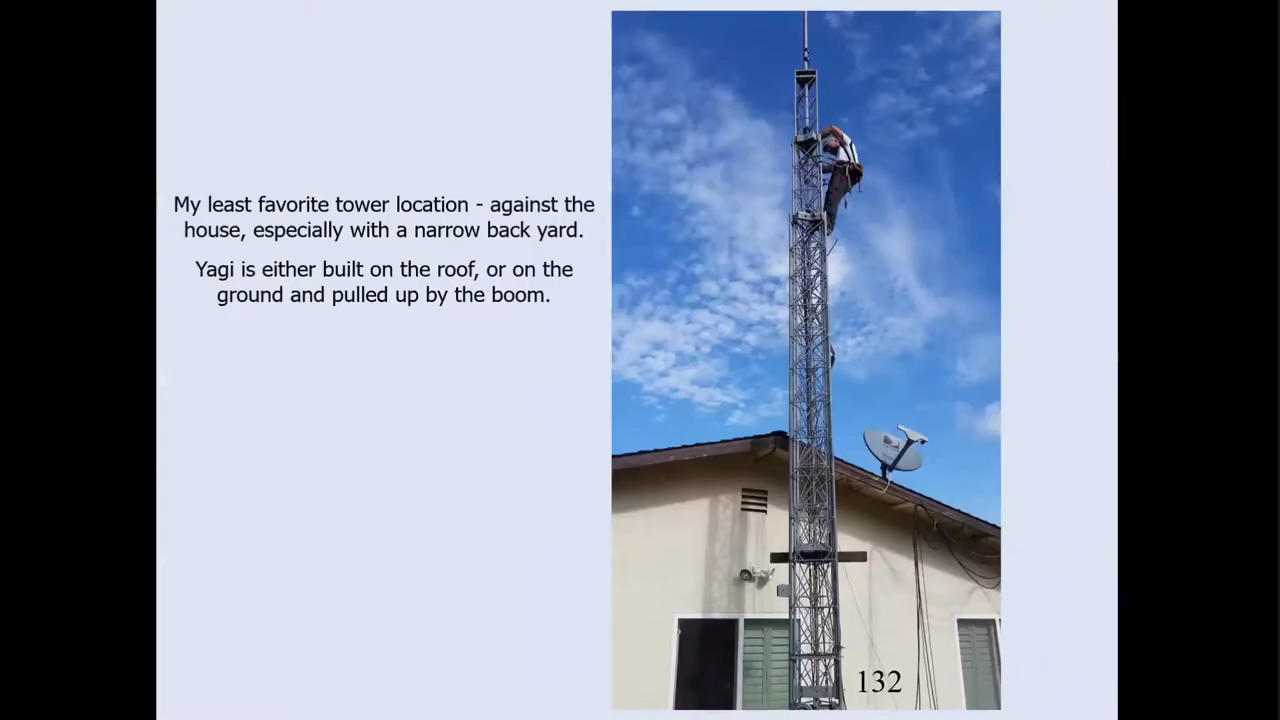 My least favorite tower location - against the
house, especially with a narrow back yard.
Yagi is either built on the roof, or on the
ground and pulled up by the boom.
132